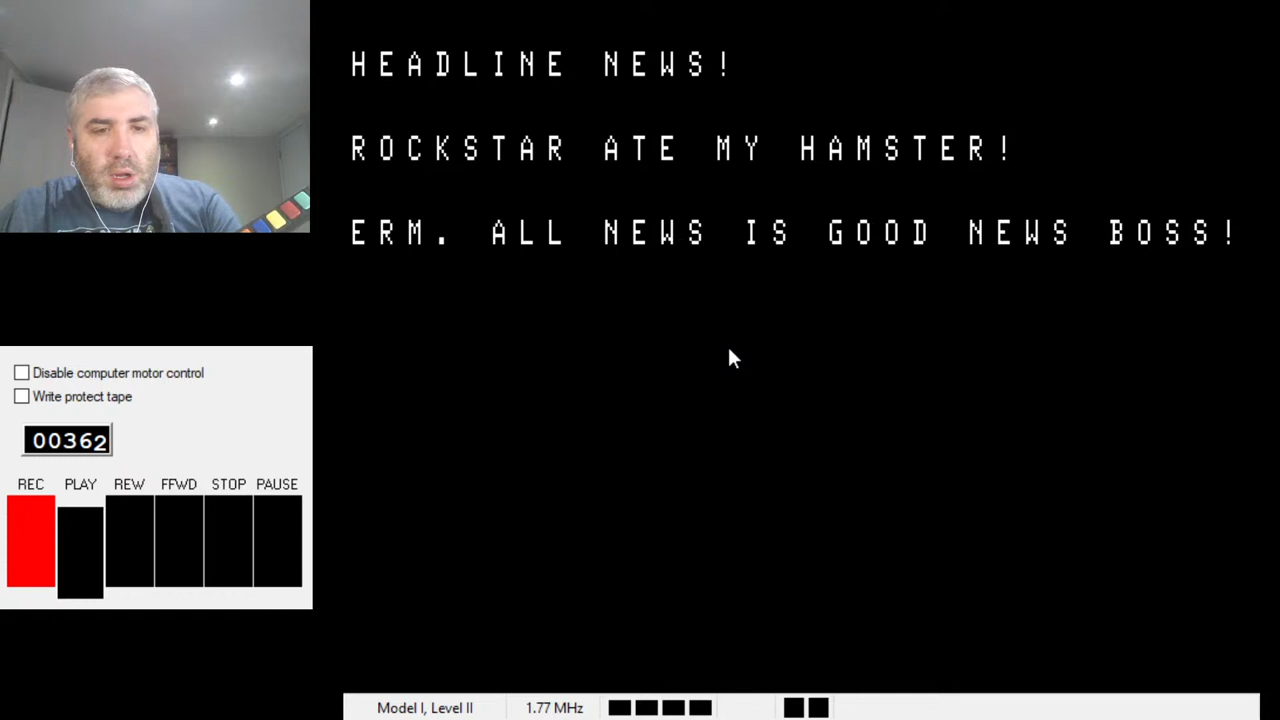 HEADLINE NEWS!
ROCKSTAR ATE MY HAMSTER!
ERM. ALL NEWS IS GOOD NEWS BOSS!
Disable computer motor control
Write protect tape
00362
REC PLAY REW FFWD STOP PAUSE
Model I, Level II 1.77 MHz